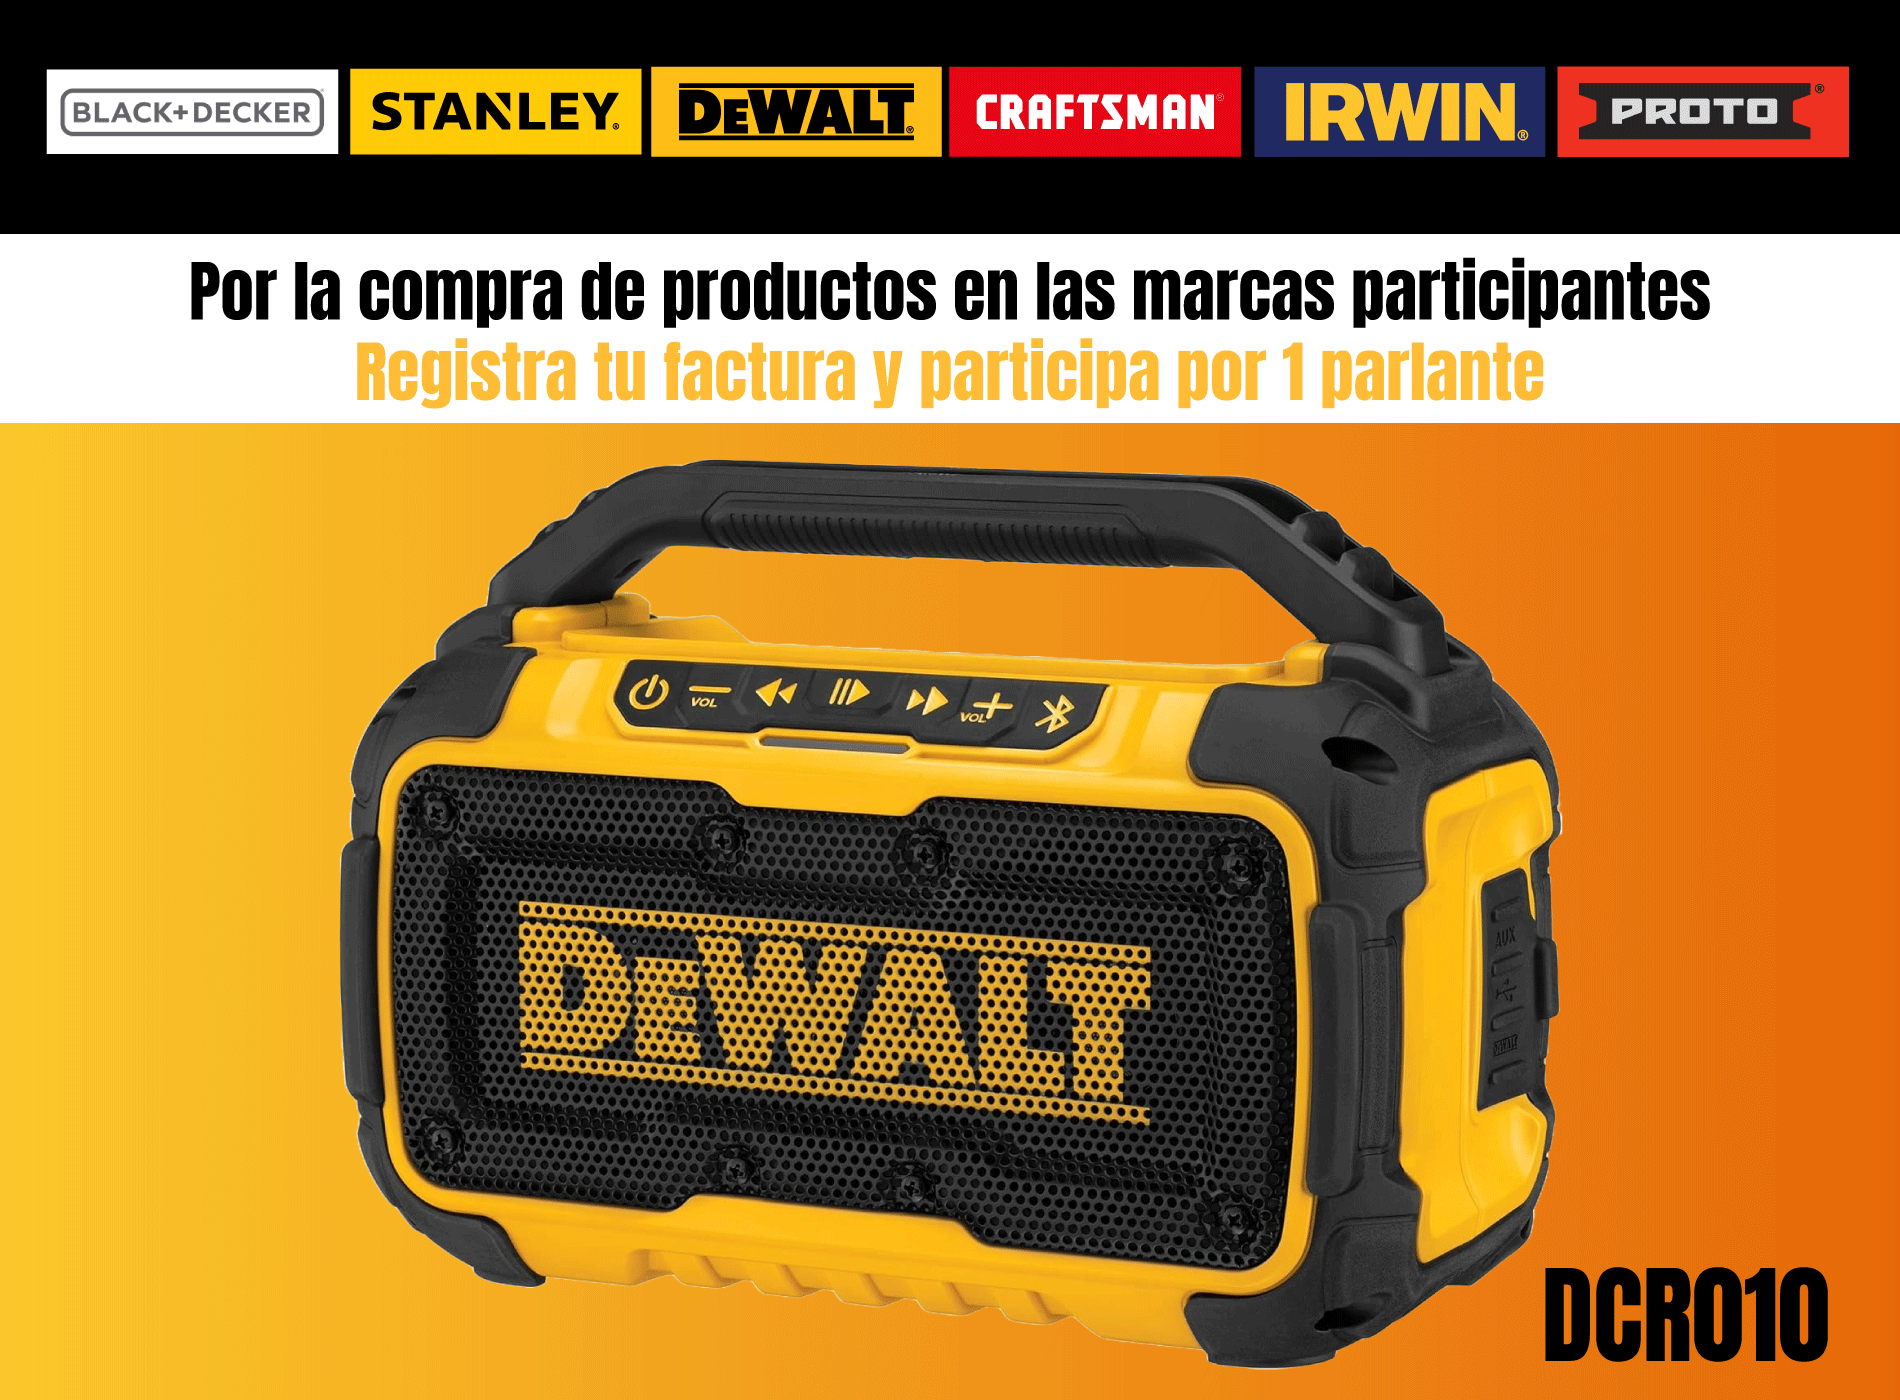 BLACK+DECKER
STANLEY®
DEWALT®
CRAFTSMAN®
IRWIN®
PROTO®
Por la compra de productos en las marcas participantes
Registra tu factura y participa por 1 parlante
VOL
VOL
DEWALT
AUX
DEWALT
DCR010